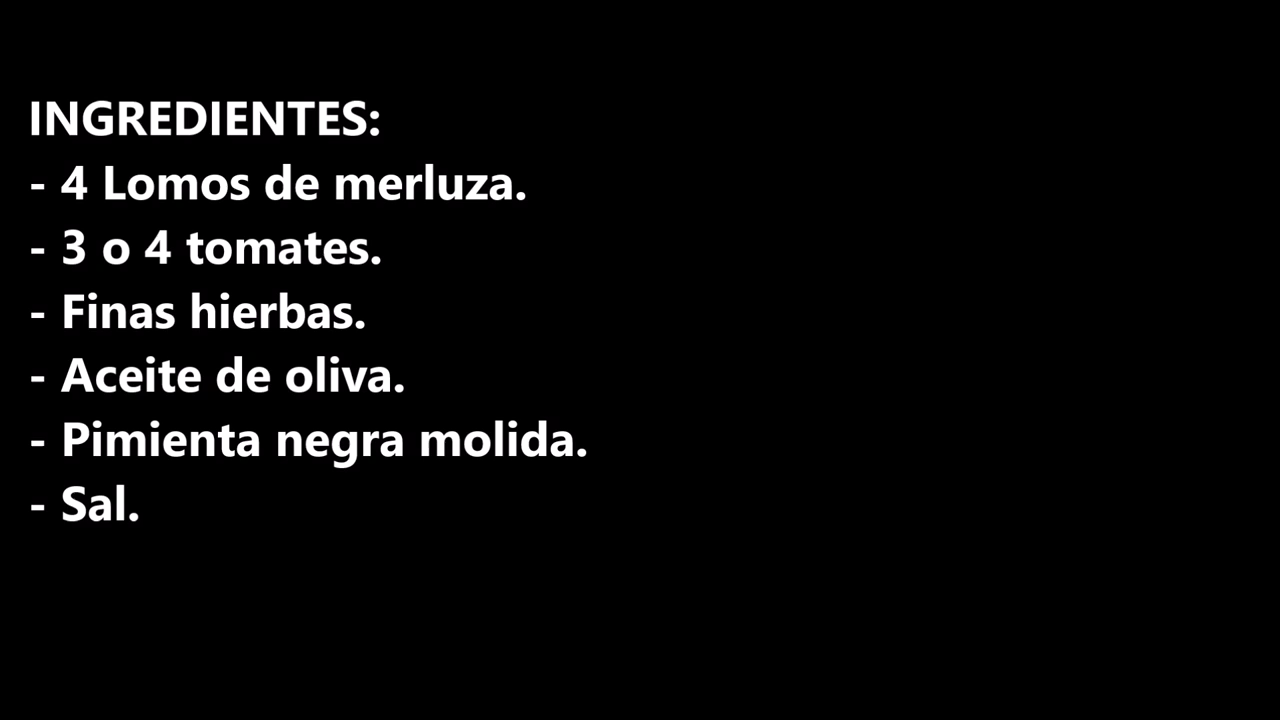 INGREDIENTES:
- 4 Lomos de merluza.
- 3 o 4 tomates.
- Finas hierbas.
- Aceite de oliva.
- Pimienta negra molida.
- Sal.